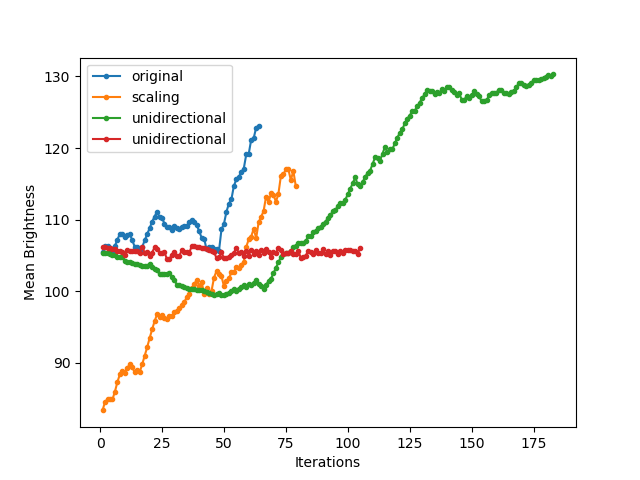 original
scaling
unidirectional
unidirectional
130
120
110
100
90
Mean Brightness
0 25 50 75 100 125 150 175
Iterations